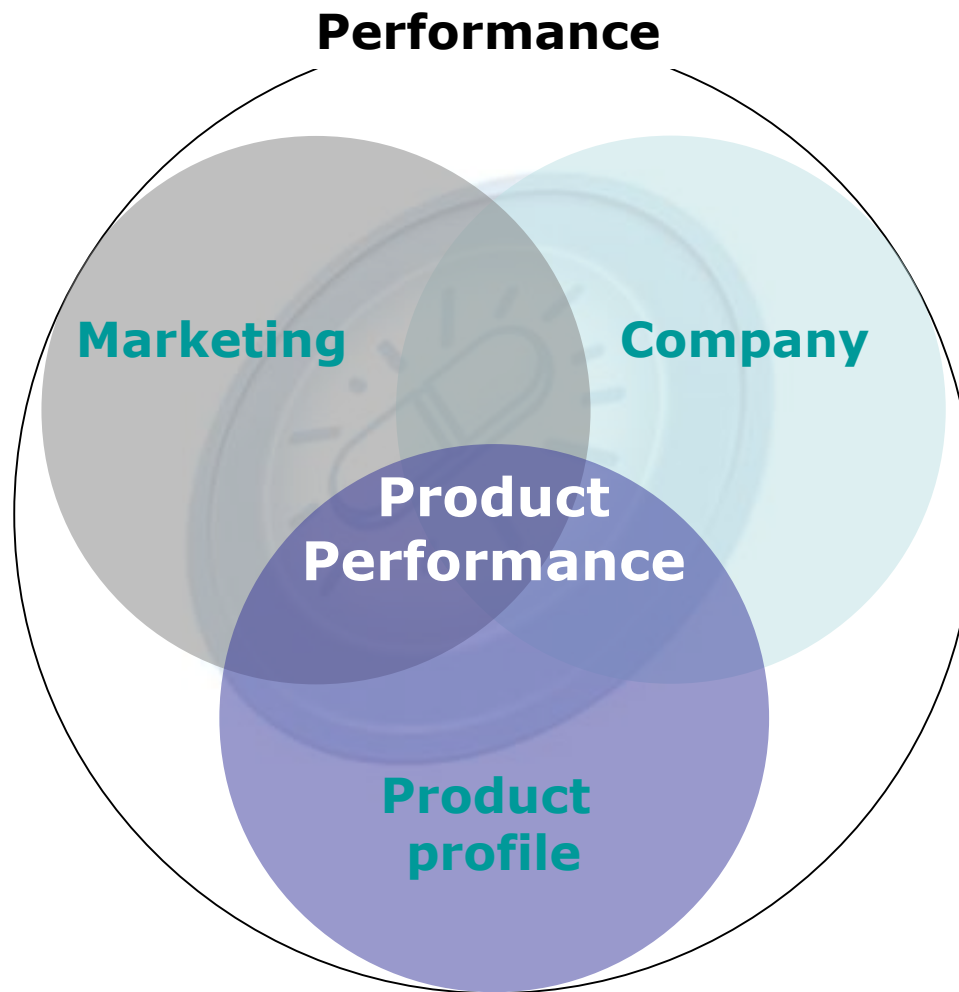 Performance
Marketing
Company
Product
Performance
Product
profile